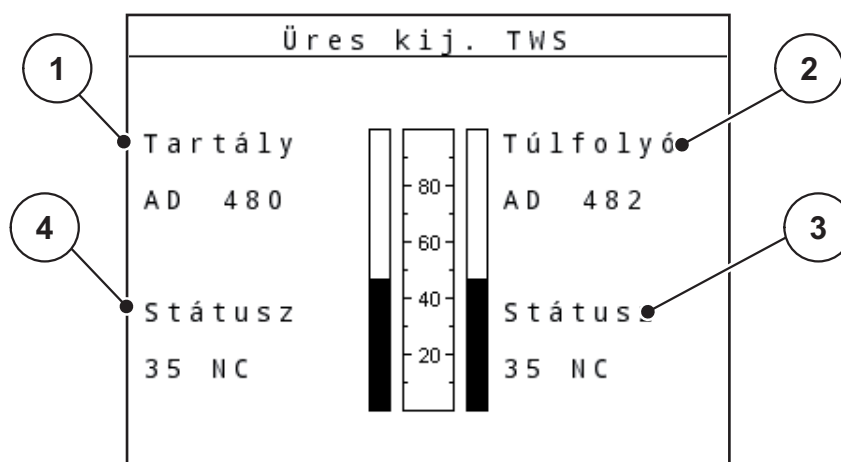 Üres kij. TWS
1
2
Tartály
Túlfolyó
AD 480
80
AD 482
4
60
3
Státusz
40
Státusz
35 NC
20
35 NC